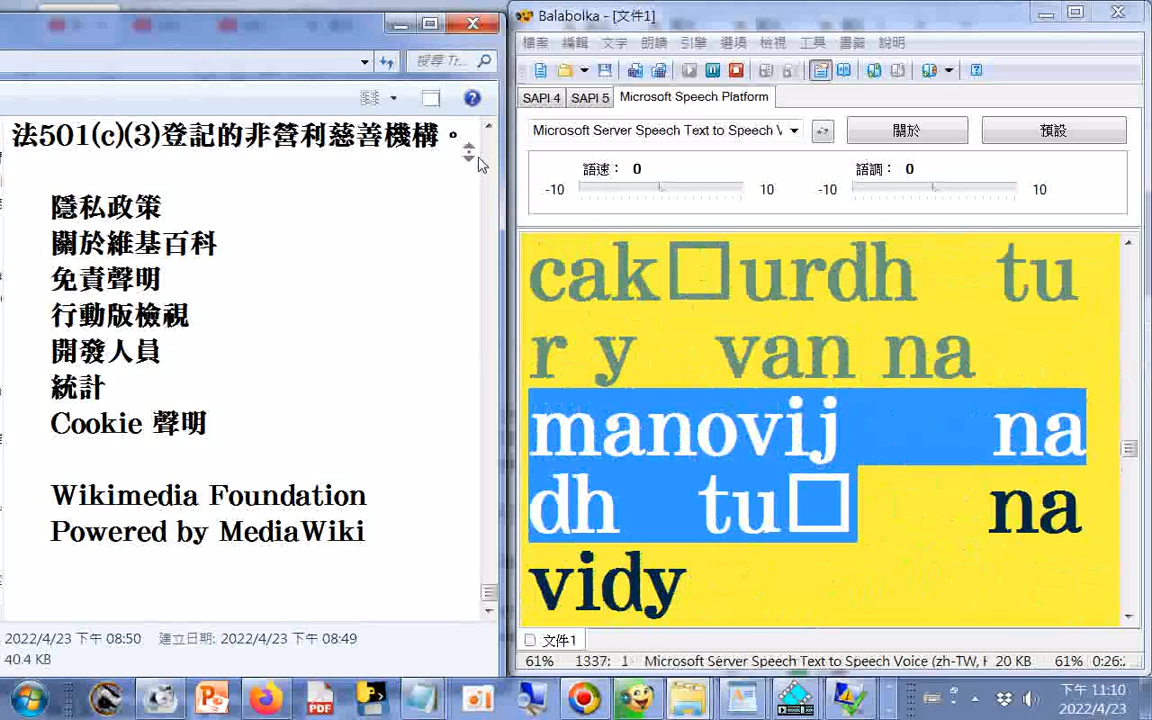 搜尋 Tr...
法501(c)(3)登記的非營利慈善機構。
隱私政策
關於維基百科
免責聲明
行動版檢視
開發人員
統計
Cookie 聲明
Wikimedia Foundation
Powered by MediaWiki
2022/4/23 下午 08:50 建立日期: 2022/4/23 下午 08:49
40.4 KB
Balabolka - [文件1]
檔案 編輯 文字 朗讀 引擎 選項 檢視 工具 書籤 說明
SAPI 4 SAPI 5 Microsoft Speech Platform
Microsoft Server Speech Text to Speech V 關於 預設
語速： 0 語調： 0
-10 10 -10 10
cak□urdh tu
r y van na
manovij na
dh tu□ na
vidy
文件1
61% 1337: 1 Microsoft Server Speech Text to Speech Voice (zh-TW, H 20 KB 61% 0:26:
PDF
下午 11:10
2022/4/23